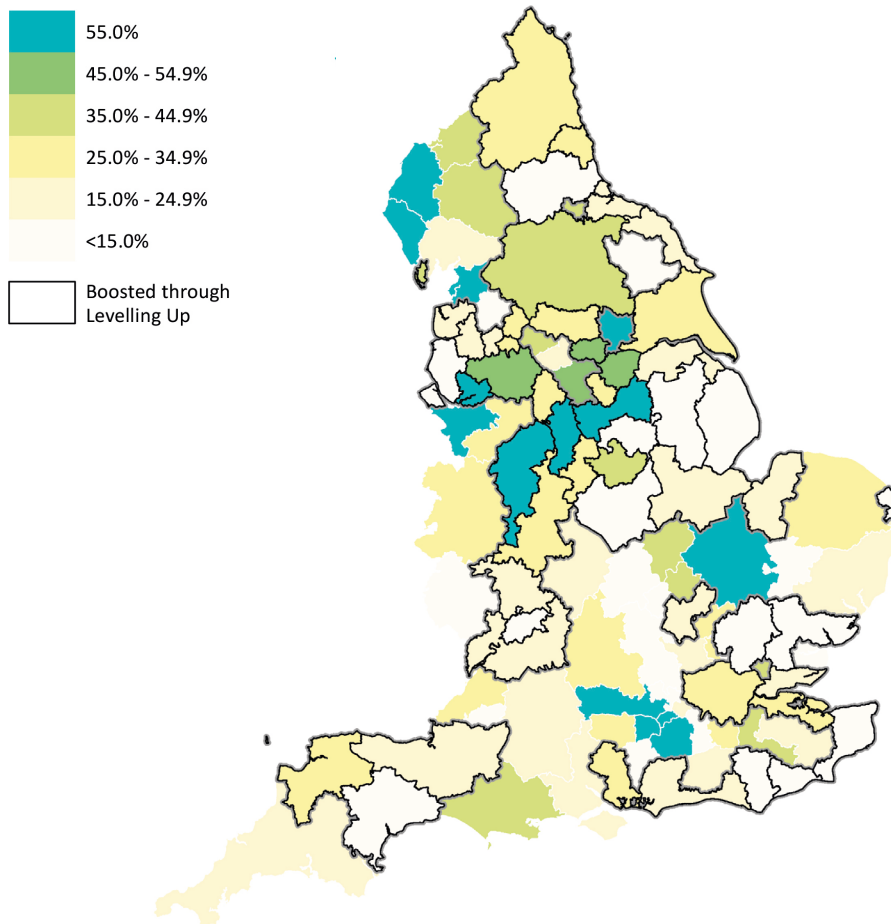 55.0%
45.0% - 54.9%
35.0% - 44.9%
25.0% - 34.9%
15.0% - 24.9%
<15.0%
Boosted through
Levelling Up